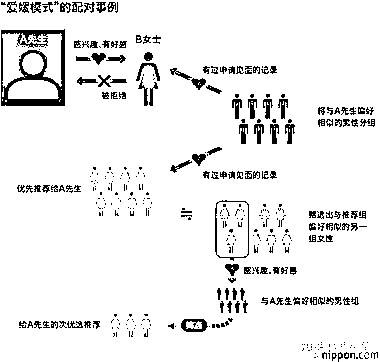 “爱媛模式”的配对事例
A先生
感兴趣、有好感
B女士
被拒绝
有过申请见面的记录
将与A先生偏好
相似的男性分组
有过申请见面的记录
优先推荐给A先生
≒
甄选出与推荐组
偏好相似的另一
组女性
感兴趣、有好感
与A先生偏好相似的男性组
给A先生的次优选推荐
nippon.com